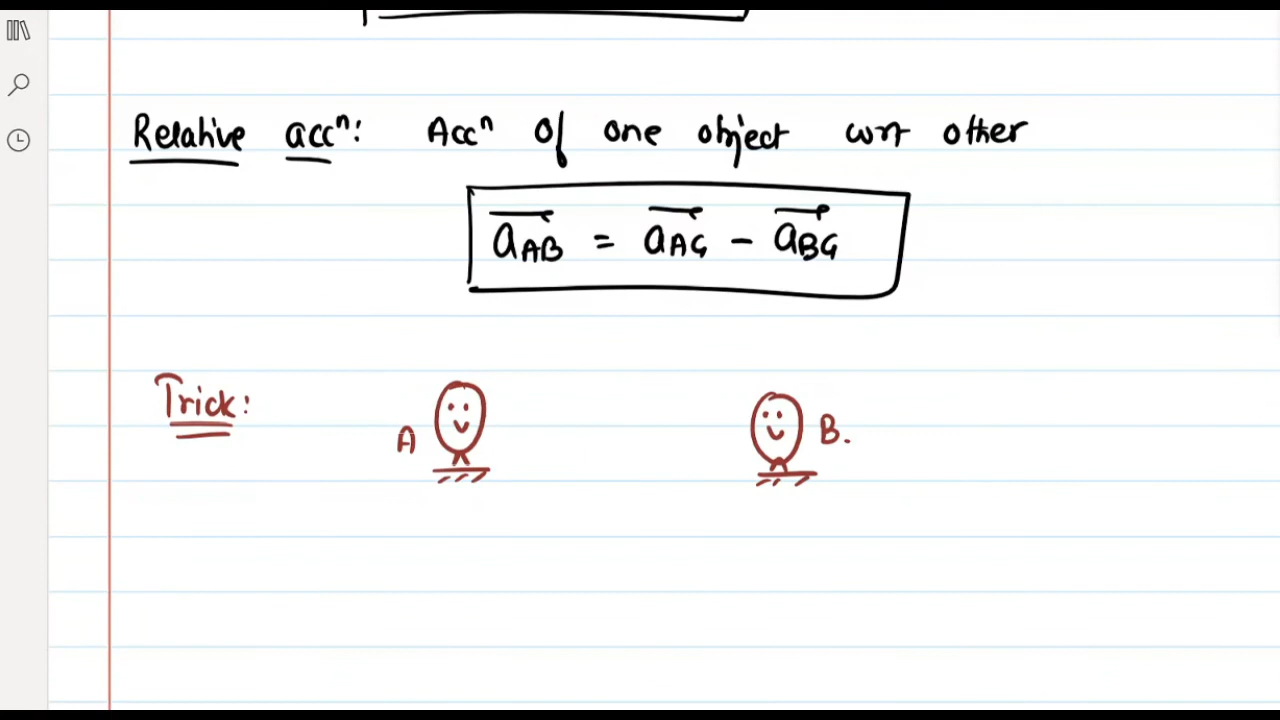 Relative accⁿ: Accⁿ of one object wrt other
a⃗AB = a⃗AG - a⃗BG
Trick:
A B.